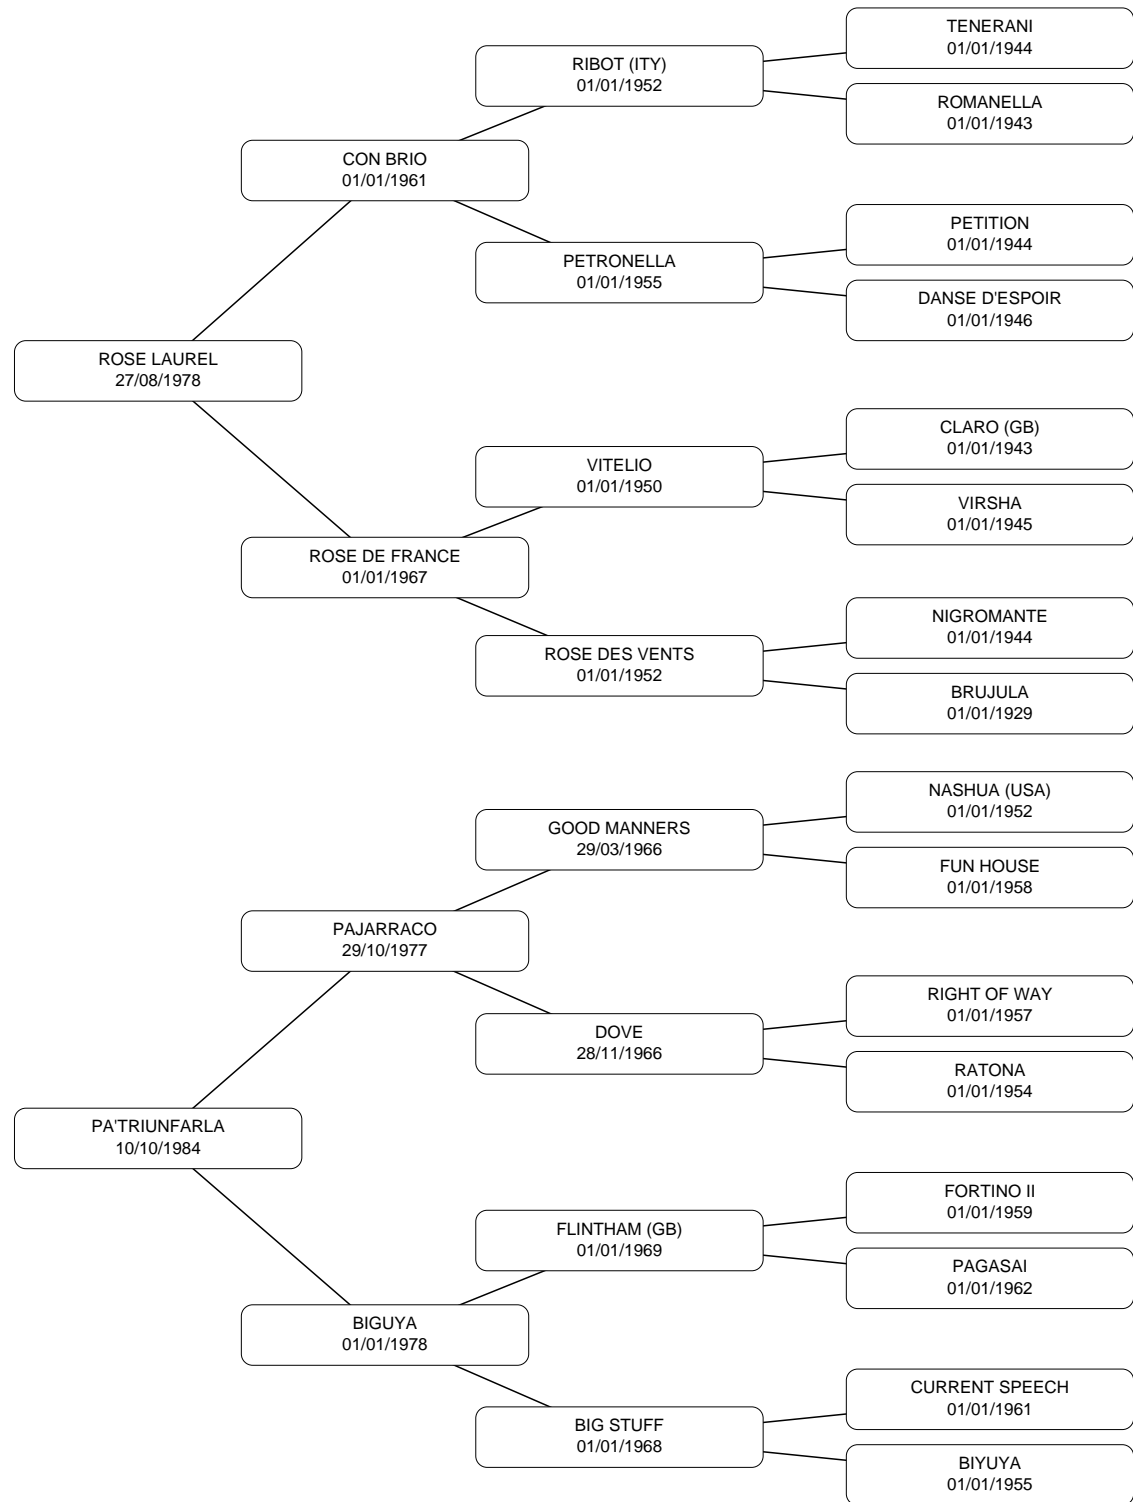 TENERANI
01/01/1944
RIBOT (ITY)
01/01/1952
ROMANELLA
01/01/1943
CON BRIO
01/01/1961
PETITION
01/01/1944
PETRONELLA
01/01/1955
DANSE D'ESPOIR
01/01/1946
ROSE LAUREL
27/08/1978
CLARO (GB)
01/01/1943
VITELIO
01/01/1950
VIRSHA
01/01/1945
ROSE DE FRANCE
01/01/1967
NIGROMANTE
01/01/1944
ROSE DES VENTS
01/01/1952
BRUJULA
01/01/1929
NASHUA (USA)
01/01/1952
GOOD MANNERS
29/03/1966
FUN HOUSE
01/01/1958
PAJARRACO
29/10/1977
RIGHT OF WAY
01/01/1957
DOVE
28/11/1966
RATONA
01/01/1954
PA'TRIUNFARLA
10/10/1984
FORTINO II
01/01/1959
FLINTHAM (GB)
01/01/1969
PAGASAI
01/01/1962
BIGUYA
01/01/1978
CURRENT SPEECH
01/01/1961
BIG STUFF
01/01/1968
BIYUYA
01/01/1955